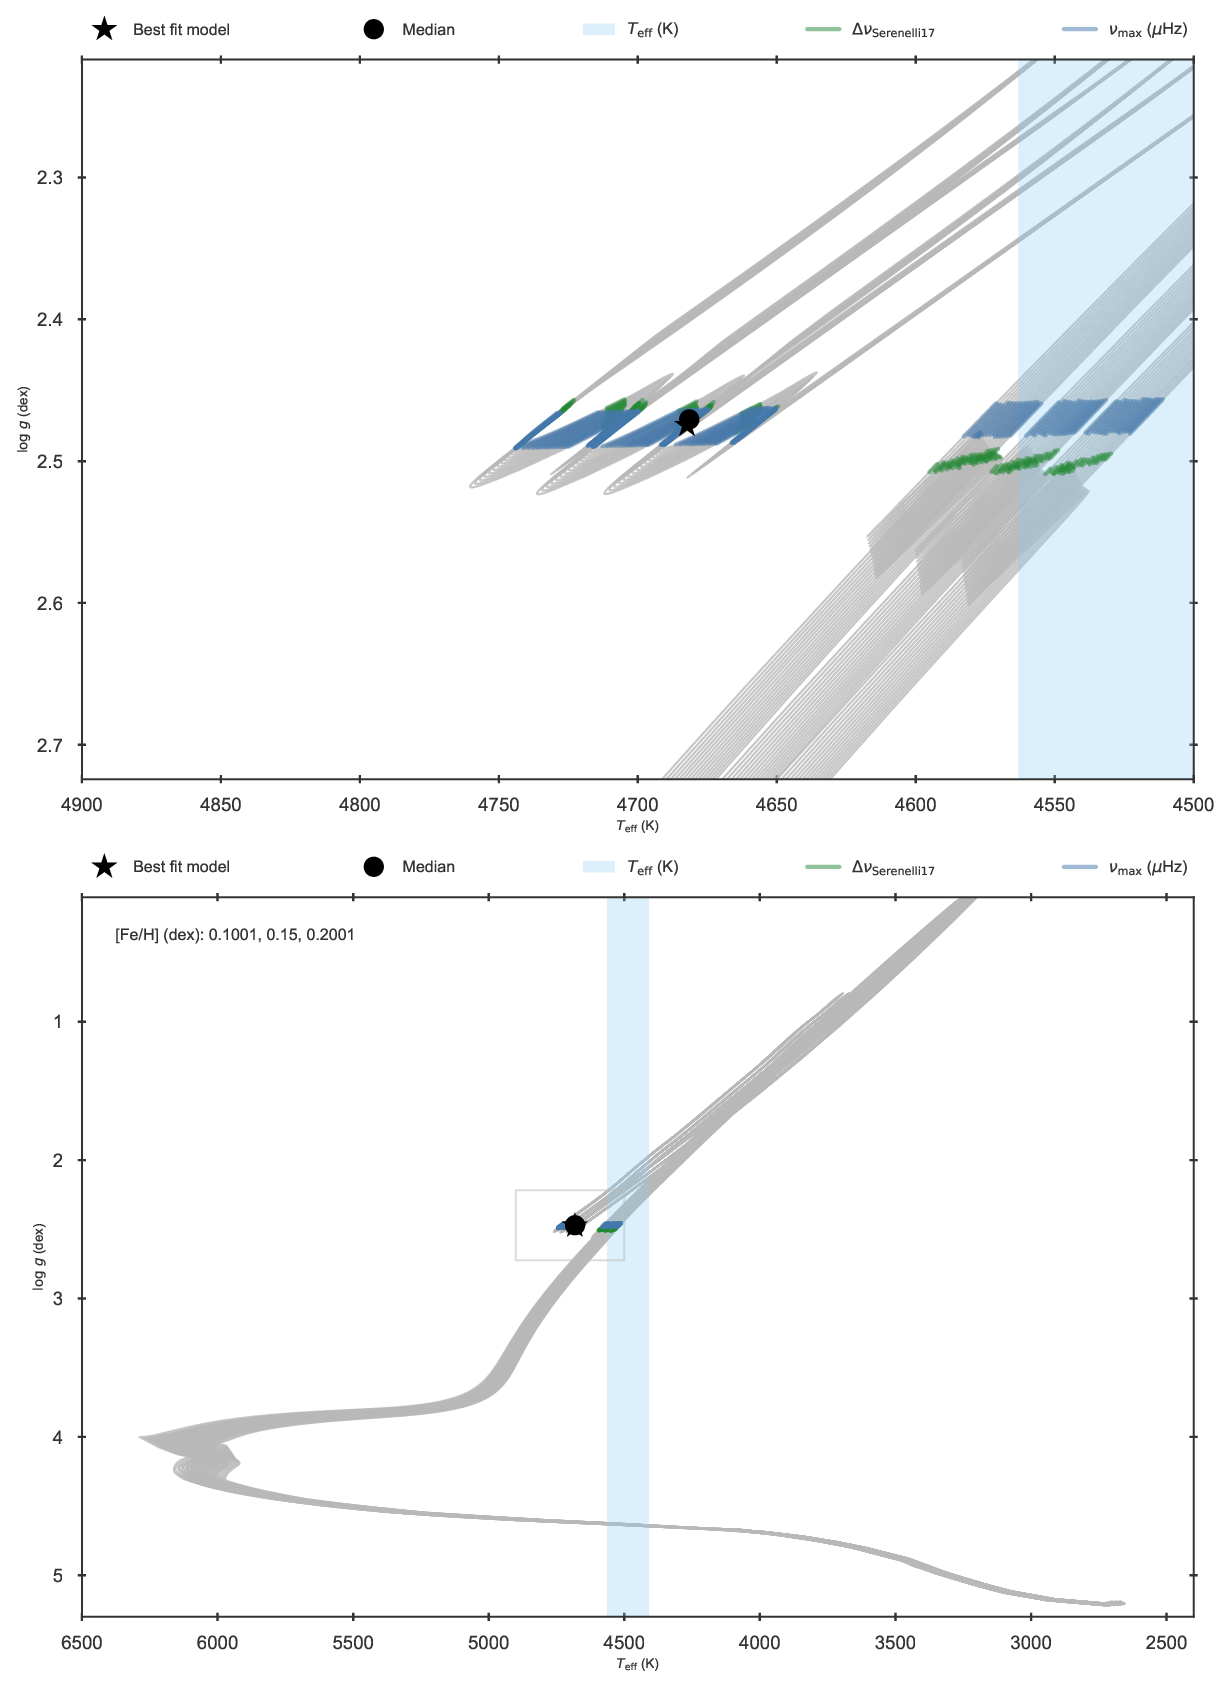 Best fit model Median Teff (K) ΔνSerenelli17 νmax (μHz)
2.3
2.4
2.5
2.6
2.7
log g (dex)
4900 4850 4800 4750 4700 4650 4600 4550 4500
Teff (K)
Best fit model Median Teff (K) ΔνSerenelli17 νmax (μHz)
[Fe/H] (dex): 0.1001, 0.15, 0.2001
1
2
3
4
5
log g (dex)
6500 6000 5500 5000 4500 4000 3500 3000 2500
Teff (K)